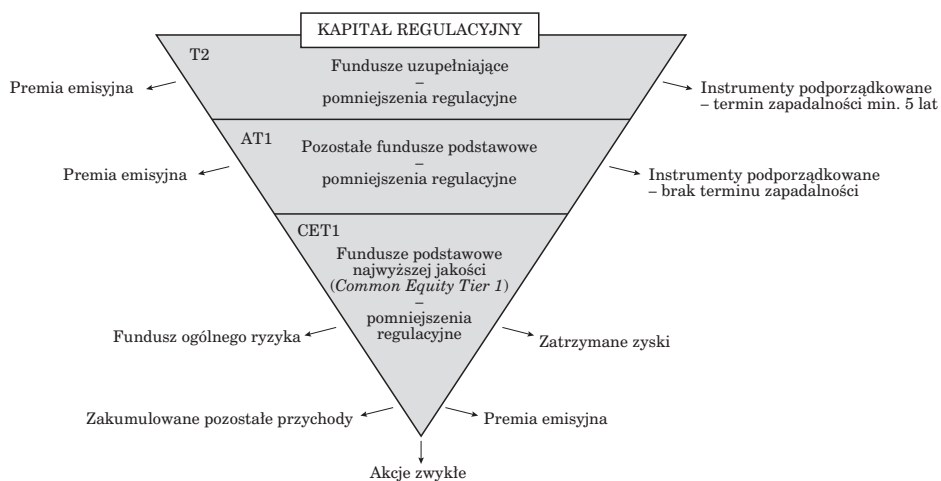 KAPITAŁ REGULACYJNY
T2
Fundusze uzupełniające
–
pomniejszenia regulacyjne
Premia emisyjna
Instrumenty podporządkowane
– termin zapadalności min. 5 lat
AT1
Pozostałe fundusze podstawowe
–
pomniejszenia regulacyjne
Premia emisyjna
Instrumenty podporządkowane
– brak terminu zapadalności
CET1
Fundusze podstawowe
najwyższej jakości
(Common Equity Tier 1)
–
pomniejszenia
regulacyjne
Fundusz ogólnego ryzyka
Zatrzymane zyski
Zakumulowane pozostałe przychody
Premia emisyjna
Akcje zwykłe